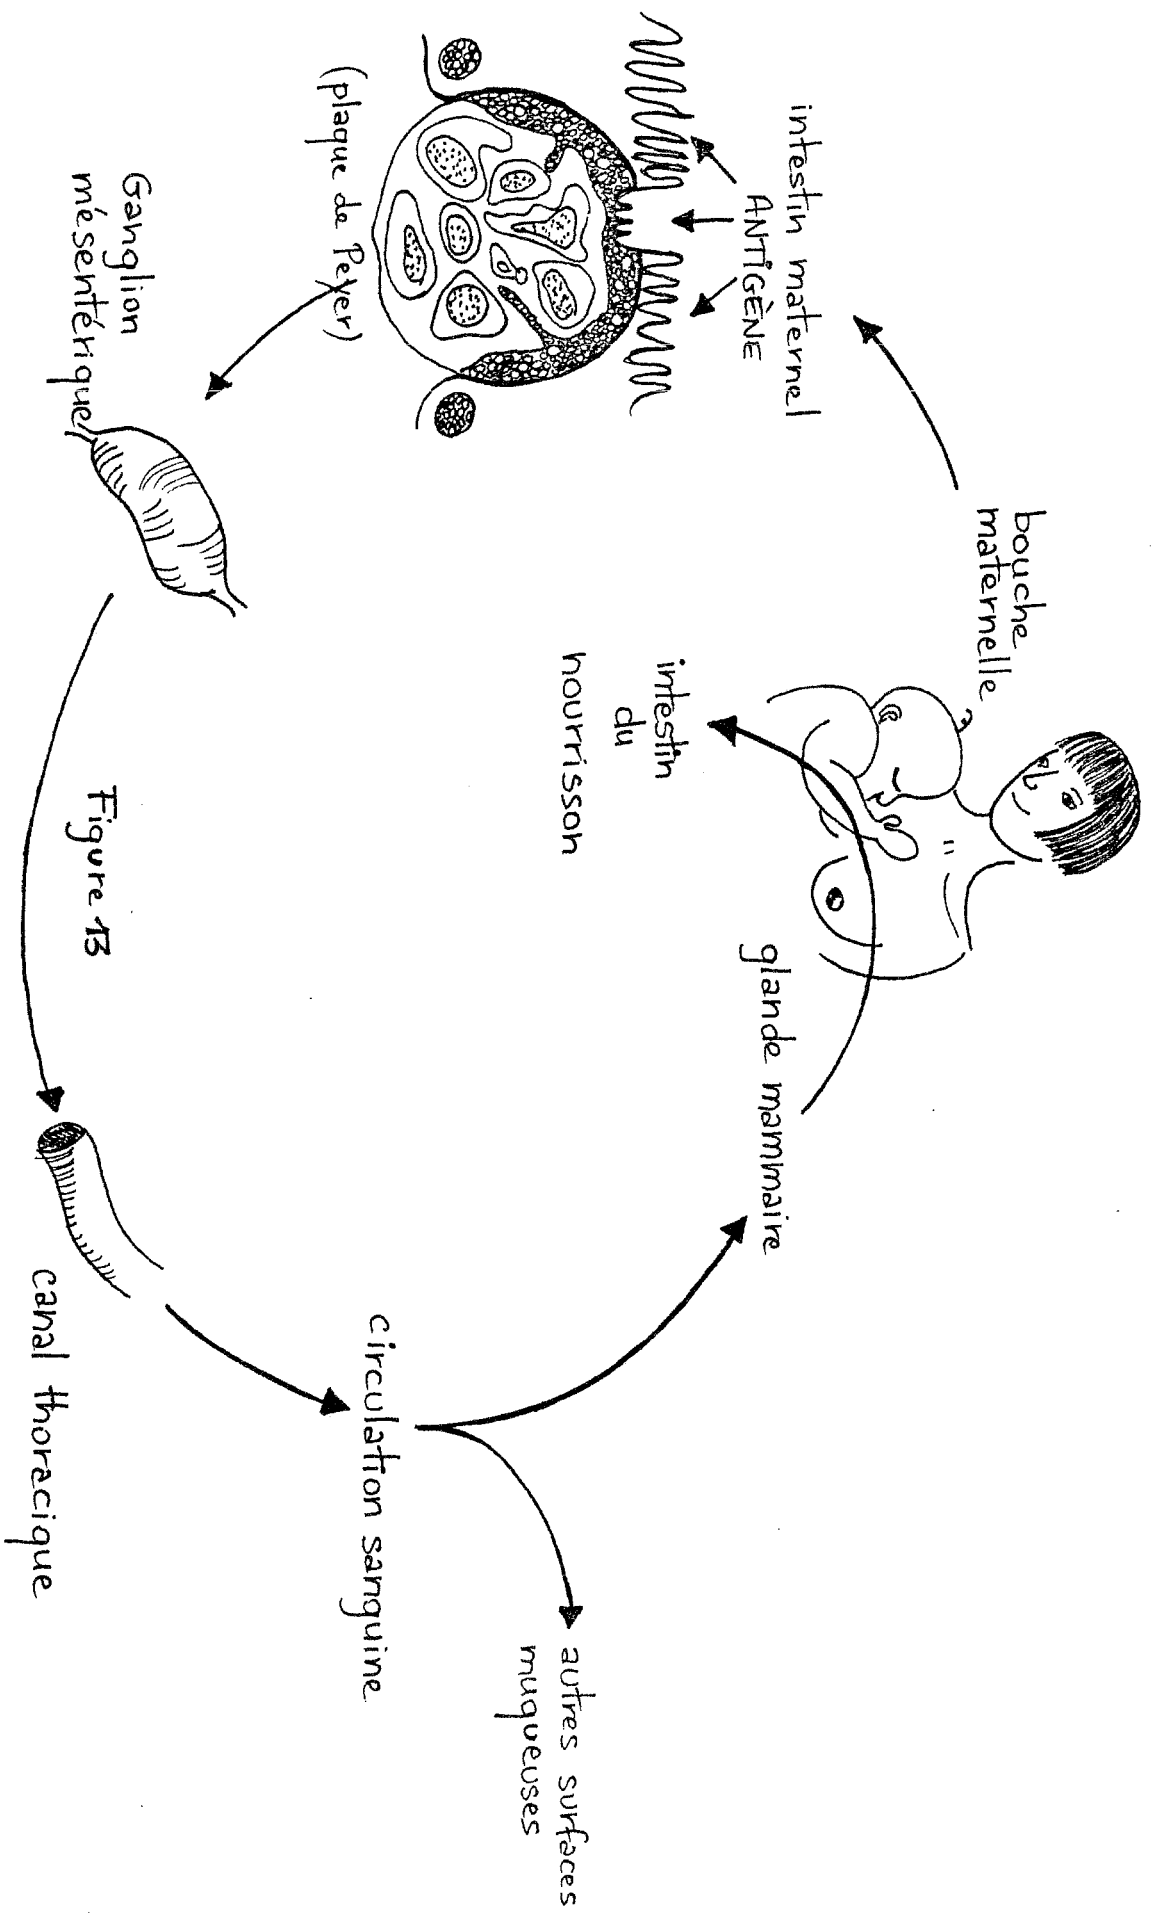 bouche
maternelle
intestin maternel
ANTIGÈNE
(plaque de Peyer)
Ganglion
mésentérique
Figure 13
canal thoracique
circulation sanguine
autres surfaces
muqueuses
glande mammaire
intestin
du
nourrisson